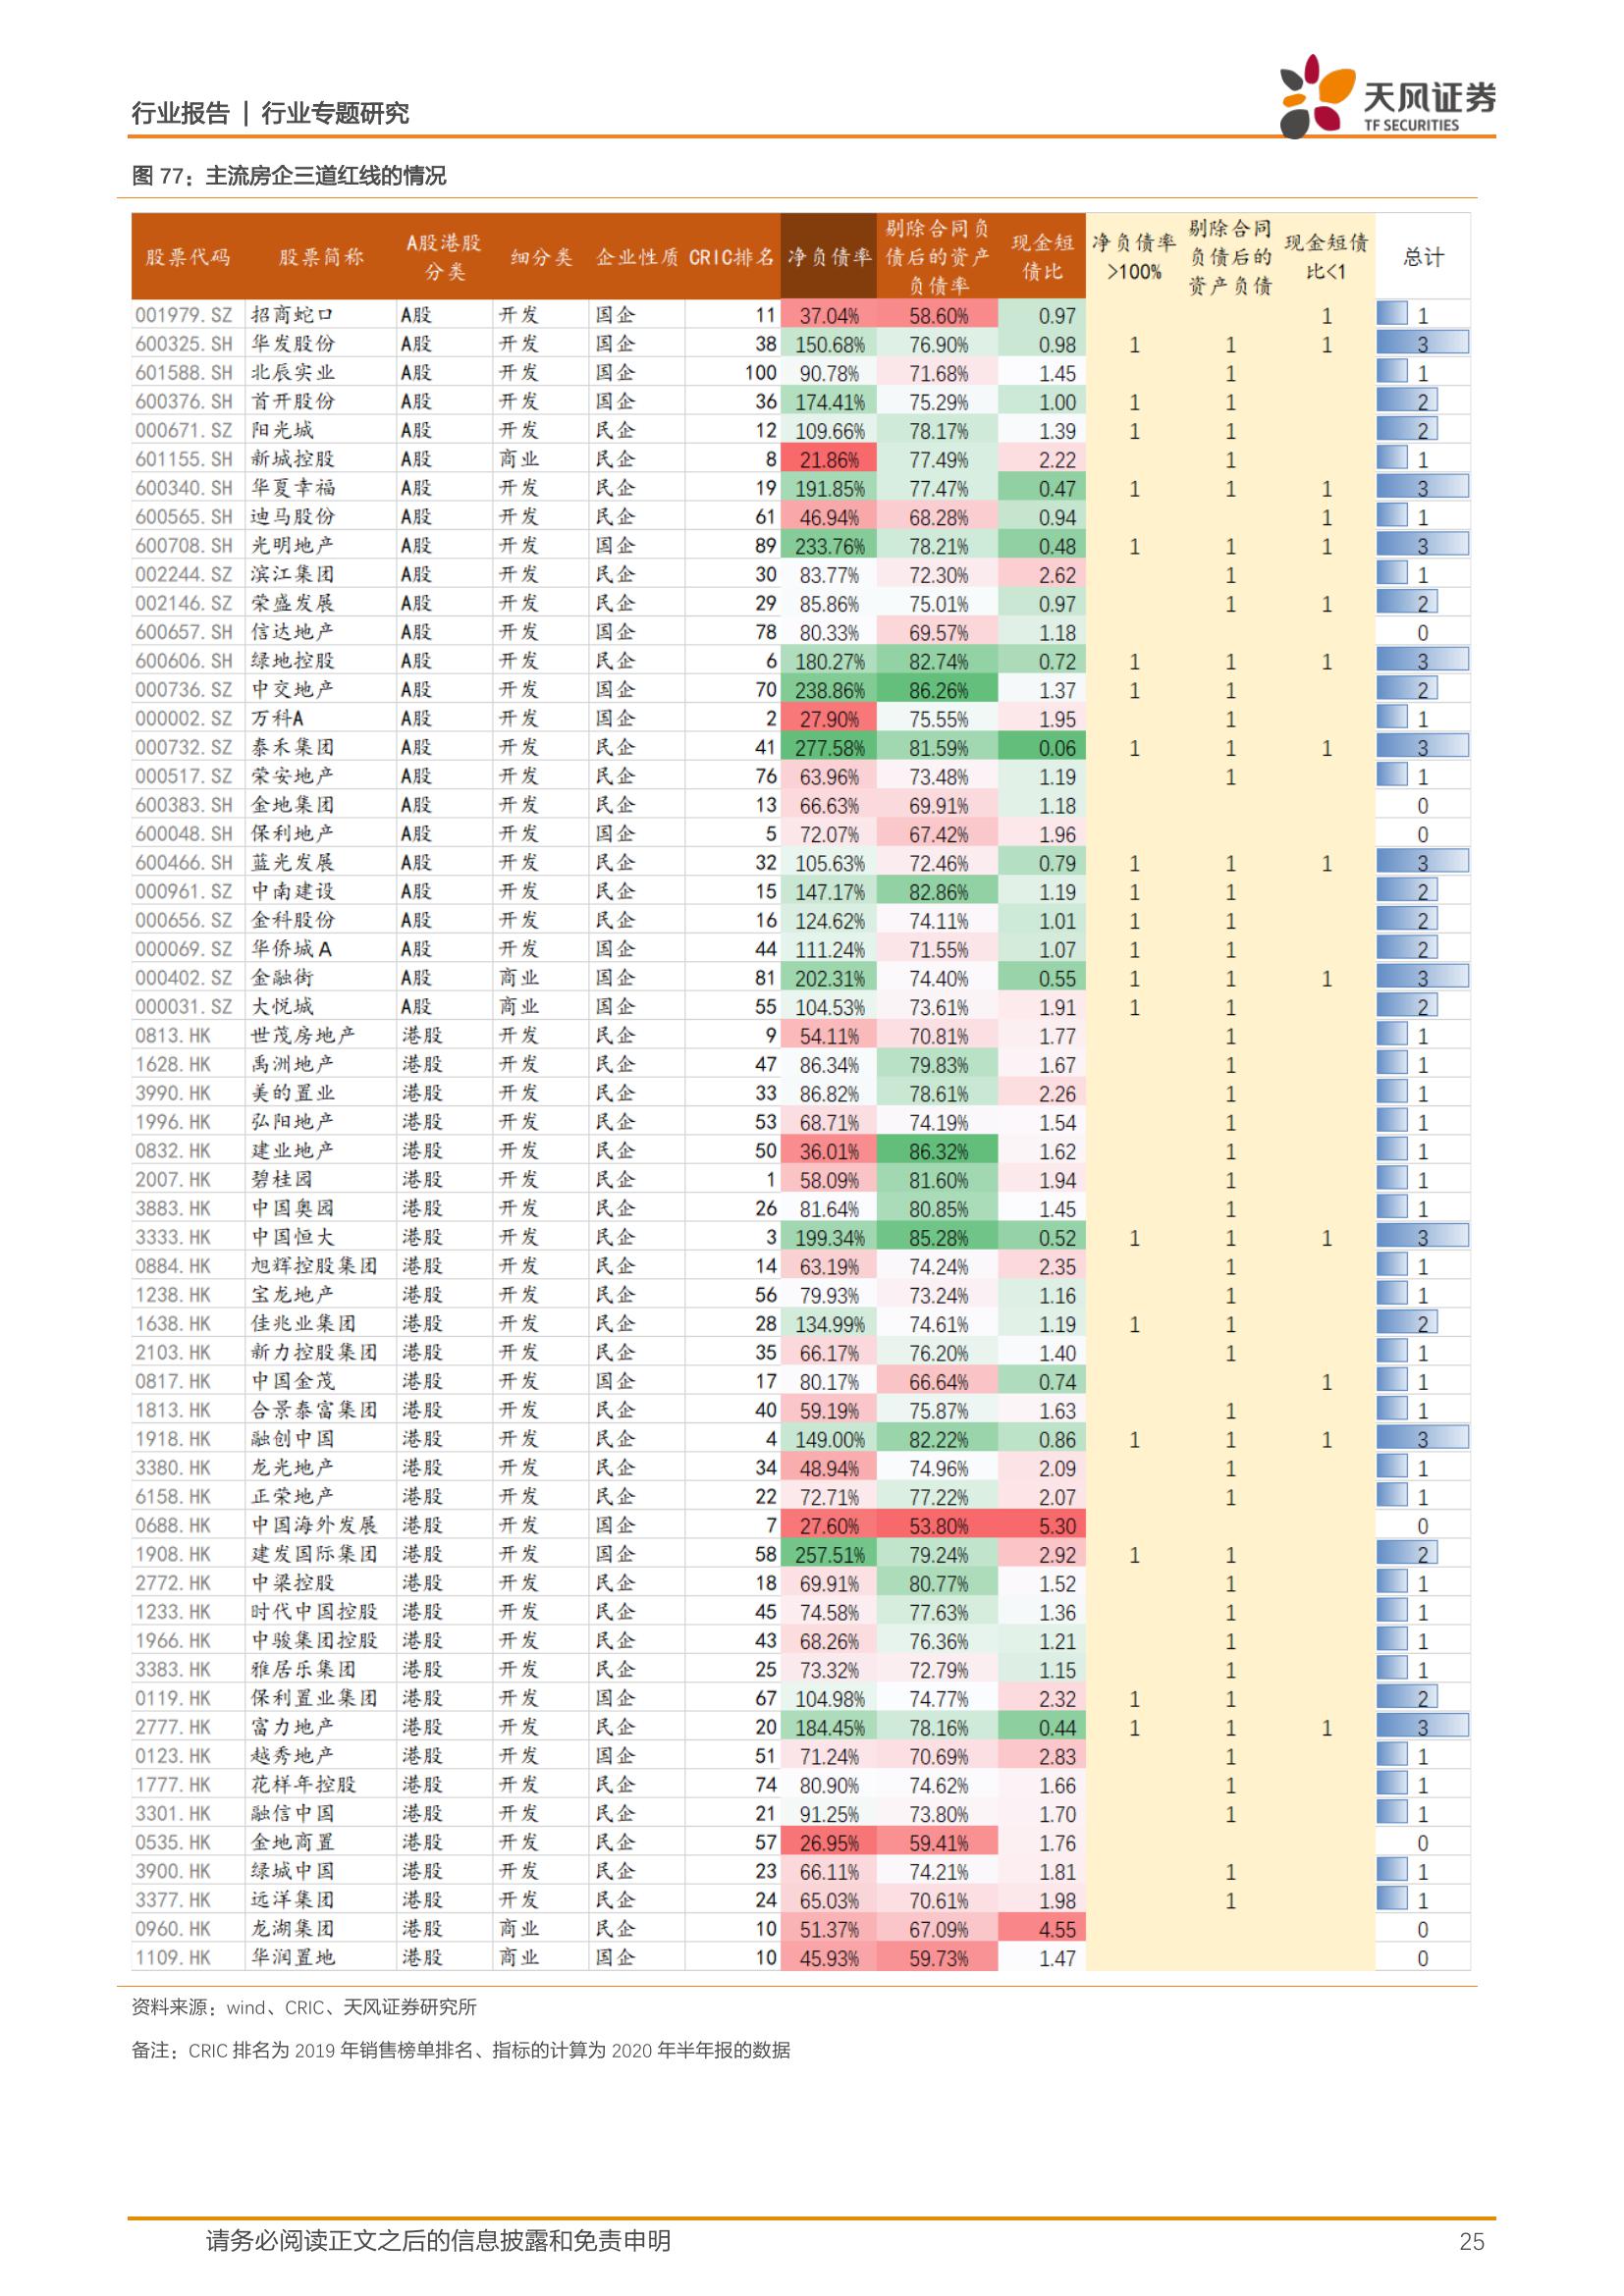 行业报告 | 行业专题研究
天风证券
TF SECURITIES
图 77：主流房企三道红线的情况
股票代码 股票简称 A股港股分类 细分类 企业性质 CRIC排名 净负债率 剔除合同负债后的资产负债率 现金短债比 净负债率>100% 剔除合同负债后的资产负债 现金短债比<1 总计
001979.SZ 招商蛇口 A股 开发 国企 11 37.04% 58.60% 0.97 1 1
600325.SH 华发股份 A股 开发 国企 38 150.68% 76.90% 0.98 1 1 1 3
601588.SH 北辰实业 A股 开发 国企 100 90.78% 71.68% 1.45 1 1
600376.SH 首开股份 A股 开发 国企 36 174.41% 75.29% 1.00 1 1 2
000671.SZ 阳光城 A股 开发 民企 12 109.66% 78.17% 1.39 1 1 2
601155.SH 新城控股 A股 商业 民企 8 21.86% 77.49% 2.22 1 1
600340.SH 华夏幸福 A股 开发 民企 19 191.85% 77.47% 0.47 1 1 1 3
600565.SH 迪马股份 A股 开发 民企 61 46.94% 68.28% 0.94 1 1
600708.SH 光明地产 A股 开发 国企 89 233.76% 78.21% 0.48 1 1 1 3
002244.SZ 滨江集团 A股 开发 民企 30 83.77% 72.30% 2.62 1 1
002146.SZ 荣盛发展 A股 开发 民企 29 85.86% 75.01% 0.97 1 1 2
600657.SH 信达地产 A股 开发 国企 78 80.33% 69.57% 1.18 0
600606.SH 绿地控股 A股 开发 民企 6 180.27% 82.74% 0.72 1 1 1 3
000736.SZ 中交地产 A股 开发 国企 70 238.86% 86.26% 1.37 1 1 2
000002.SZ 万科A A股 开发 国企 2 27.90% 75.55% 1.95 1 1
000732.SZ 泰禾集团 A股 开发 民企 41 277.58% 81.59% 0.06 1 1 1 3
000517.SZ 荣安地产 A股 开发 民企 76 63.96% 73.48% 1.19 1 1
600383.SH 金地集团 A股 开发 民企 13 66.63% 69.91% 1.18 0
600048.SH 保利地产 A股 开发 国企 5 72.07% 67.42% 1.96 0
600466.SH 蓝光发展 A股 开发 民企 32 105.63% 72.46% 0.79 1 1 1 3
000961.SZ 中南建设 A股 开发 民企 15 147.17% 82.86% 1.19 1 1 2
000656.SZ 金科股份 A股 开发 民企 16 124.62% 74.11% 1.01 1 1 2
000069.SZ 华侨城A A股 开发 国企 44 111.24% 71.55% 1.07 1 1 2
000402.SZ 金融街 A股 商业 国企 81 202.31% 74.40% 0.55 1 1 1 3
000031.SZ 大悦城 A股 商业 国企 55 104.53% 73.61% 1.91 1 1 2
0813.HK 世茂房地产 港股 开发 民企 9 54.11% 70.81% 1.77 1 1
1628.HK 禹洲地产 港股 开发 民企 47 86.34% 79.83% 1.67 1 1
3990.HK 美的置业 港股 开发 民企 33 86.82% 78.61% 2.26 1 1
1996.HK 弘阳地产 港股 开发 民企 53 68.71% 74.19% 1.54 1 1
0832.HK 建业地产 港股 开发 民企 50 36.01% 86.32% 1.62 1 1
2007.HK 碧桂园 港股 开发 民企 1 58.09% 81.60% 1.94 1 1
3883.HK 中国奥园 港股 开发 民企 26 81.64% 80.85% 1.45 1 1
3333.HK 中国恒大 港股 开发 民企 3 199.34% 85.28% 0.52 1 1 1 3
0884.HK 旭辉控股集团 港股 开发 民企 14 63.19% 74.24% 2.35 1 1
1238.HK 宝龙地产 港股 开发 民企 56 79.93% 73.24% 1.16 1 1
1638.HK 佳兆业集团 港股 开发 民企 28 134.99% 74.61% 1.19 1 1 2
2103.HK 新力控股集团 港股 开发 民企 35 66.17% 76.20% 1.40 1 1
0817.HK 中国金茂 港股 开发 国企 17 80.17% 66.64% 0.74 1 1
1813.HK 合景泰富集团 港股 开发 民企 40 59.19% 75.87% 1.63 1 1
1918.HK 融创中国 港股 开发 民企 4 149.00% 82.22% 0.86 1 1 1 3
3380.HK 龙光地产 港股 开发 民企 34 48.94% 74.96% 2.09 1 1
6158.HK 正荣地产 港股 开发 民企 22 72.71% 77.22% 2.07 1 1
0688.HK 中国海外发展 港股 开发 国企 7 27.60% 53.80% 5.30 0
1908.HK 建发国际集团 港股 开发 国企 58 257.51% 79.24% 2.92 1 1 2
2772.HK 中梁控股 港股 开发 民企 18 69.91% 80.77% 1.52 1 1
1233.HK 时代中国控股 港股 开发 民企 45 74.58% 77.63% 1.36 1 1
1966.HK 中骏集团控股 港股 开发 民企 43 68.26% 76.36% 1.21 1 1
3383.HK 雅居乐集团 港股 开发 民企 25 73.32% 72.79% 1.15 1 1
0119.HK 保利置业集团 港股 开发 国企 67 104.98% 74.77% 2.32 1 1 2
2777.HK 富力地产 港股 开发 民企 20 184.45% 78.16% 0.44 1 1 1 3
0123.HK 越秀地产 港股 开发 国企 51 71.24% 70.69% 2.83 1 1
1777.HK 花样年控股 港股 开发 民企 74 80.90% 74.62% 1.66 1 1
3301.HK 融信中国 港股 开发 民企 21 91.25% 73.80% 1.70 1 1
0535.HK 金地商置 港股 开发 民企 57 26.95% 59.41% 1.76 0
3900.HK 绿城中国 港股 开发 民企 23 66.11% 74.21% 1.81 1 1
3377.HK 远洋集团 港股 开发 民企 24 65.03% 70.61% 1.98 1 1
0960.HK 龙湖集团 港股 商业 民企 10 51.37% 67.09% 4.55 0
1109.HK 华润置地 港股 商业 国企 10 45.93% 59.73% 1.47 0
资料来源：wind、CRIC、天风证券研究所
备注：CRIC 排名为 2019 年销售榜单排名、指标的计算为 2020 年半年报的数据
请务必阅读正文之后的信息披露和免责申明 25